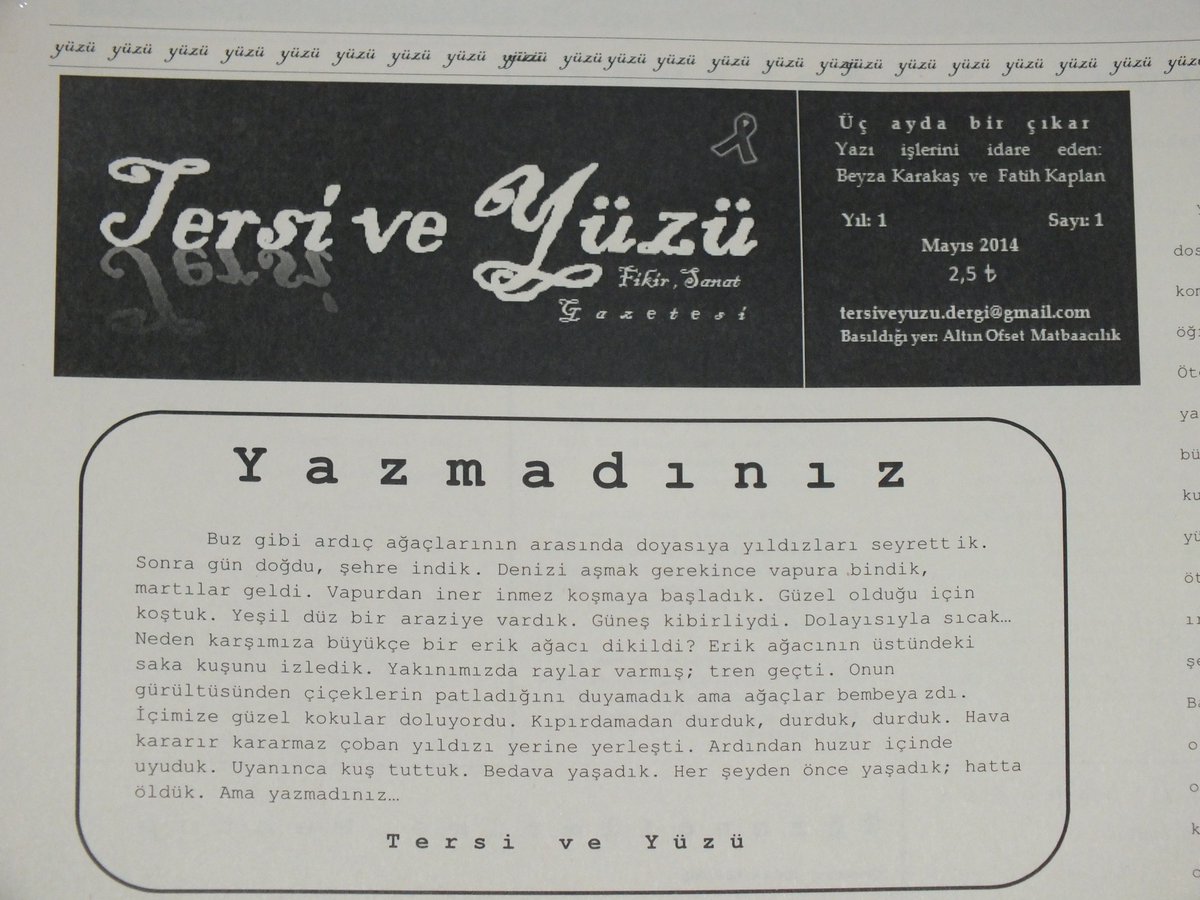 yüzü yüzü yüzü yüzü yüzü yüzü yüzü yüzü yüzü yüzü yüzü yüzü yüzü yüzü yüzü yüzü yüzü yüzü yüzü yüzü
Tersi ve Yüzü
Fikir, Sanat
Gazetesi
Üç ayda bir çıkar
Yazı işlerini idare eden:
Beyza Karakaş ve Fatih Kaplan
Yıl: 1 Sayı: 1
Mayıs 2014
2,5 ₺
tersiveyuzu.dergi@gmail.com
Basıldığı yer: Altın Ofset Matbaacılık
Yazmadınız
Buz gibi ardıç ağaçlarının arasında doyasıya yıldızları seyrettik.
Sonra gün doğdu, şehre indik. Denizi aşmak gerekince vapura bindik,
martılar geldi. Vapurdan iner inmez koşmaya başladık. Güzel olduğu için
koştuk. Yeşil düz bir araziye vardık. Güneş kibirliydi. Dolayısıyla sıcak…
Neden karşımıza büyükçe bir erik ağacı dikildi? Erik ağacının üstündeki
saka kuşunu izledik. Yakınımızda raylar varmış; tren geçti. Onun
gürültüsünden çiçeklerin patladığını duyamadık ama ağaçlar bembeyazdı.
İçimize güzel kokular doluyordu. Kıpırdamadan durduk, durduk, durduk. Hava
kararır kararmaz çoban yıldızı yerine yerleşti. Ardından huzur içinde
uyuduk. Uyanınca kuş tuttuk. Bedava yaşadık. Her şeyden önce yaşadık; hatta
öldük. Ama yazmadınız…
Tersi ve Yüzü